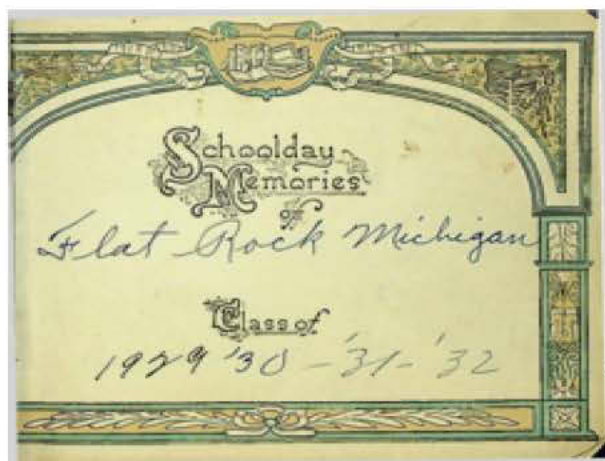 Schoolday
Memories
of
Flat Rock Michigan
Class of
1929 '30 - '31 - '32